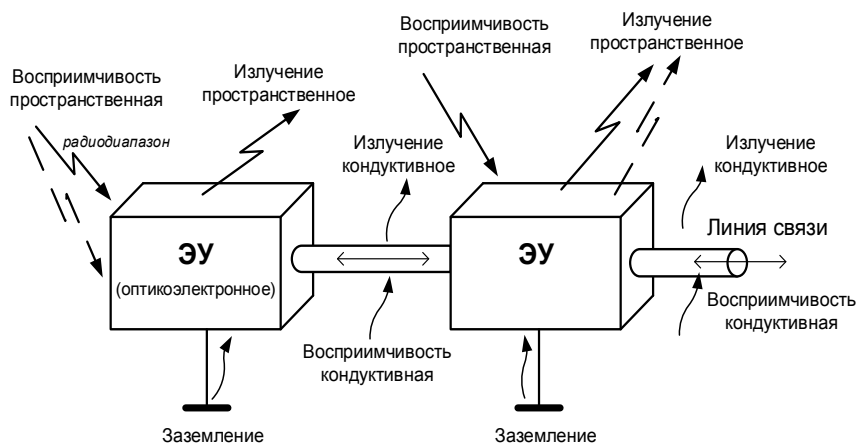 Восприимчивость
пространственная
Излучение
пространственное
Восприимчивость
пространственная
Излучение
пространственное
радиодиапазон
Излучение
кондуктивное
Излучение
кондуктивное
ЭУ
(оптикоэлектронное)
ЭУ
Линия связи
Восприимчивость
кондуктивная
Восприимчивость
кондуктивная
Заземление
Заземление